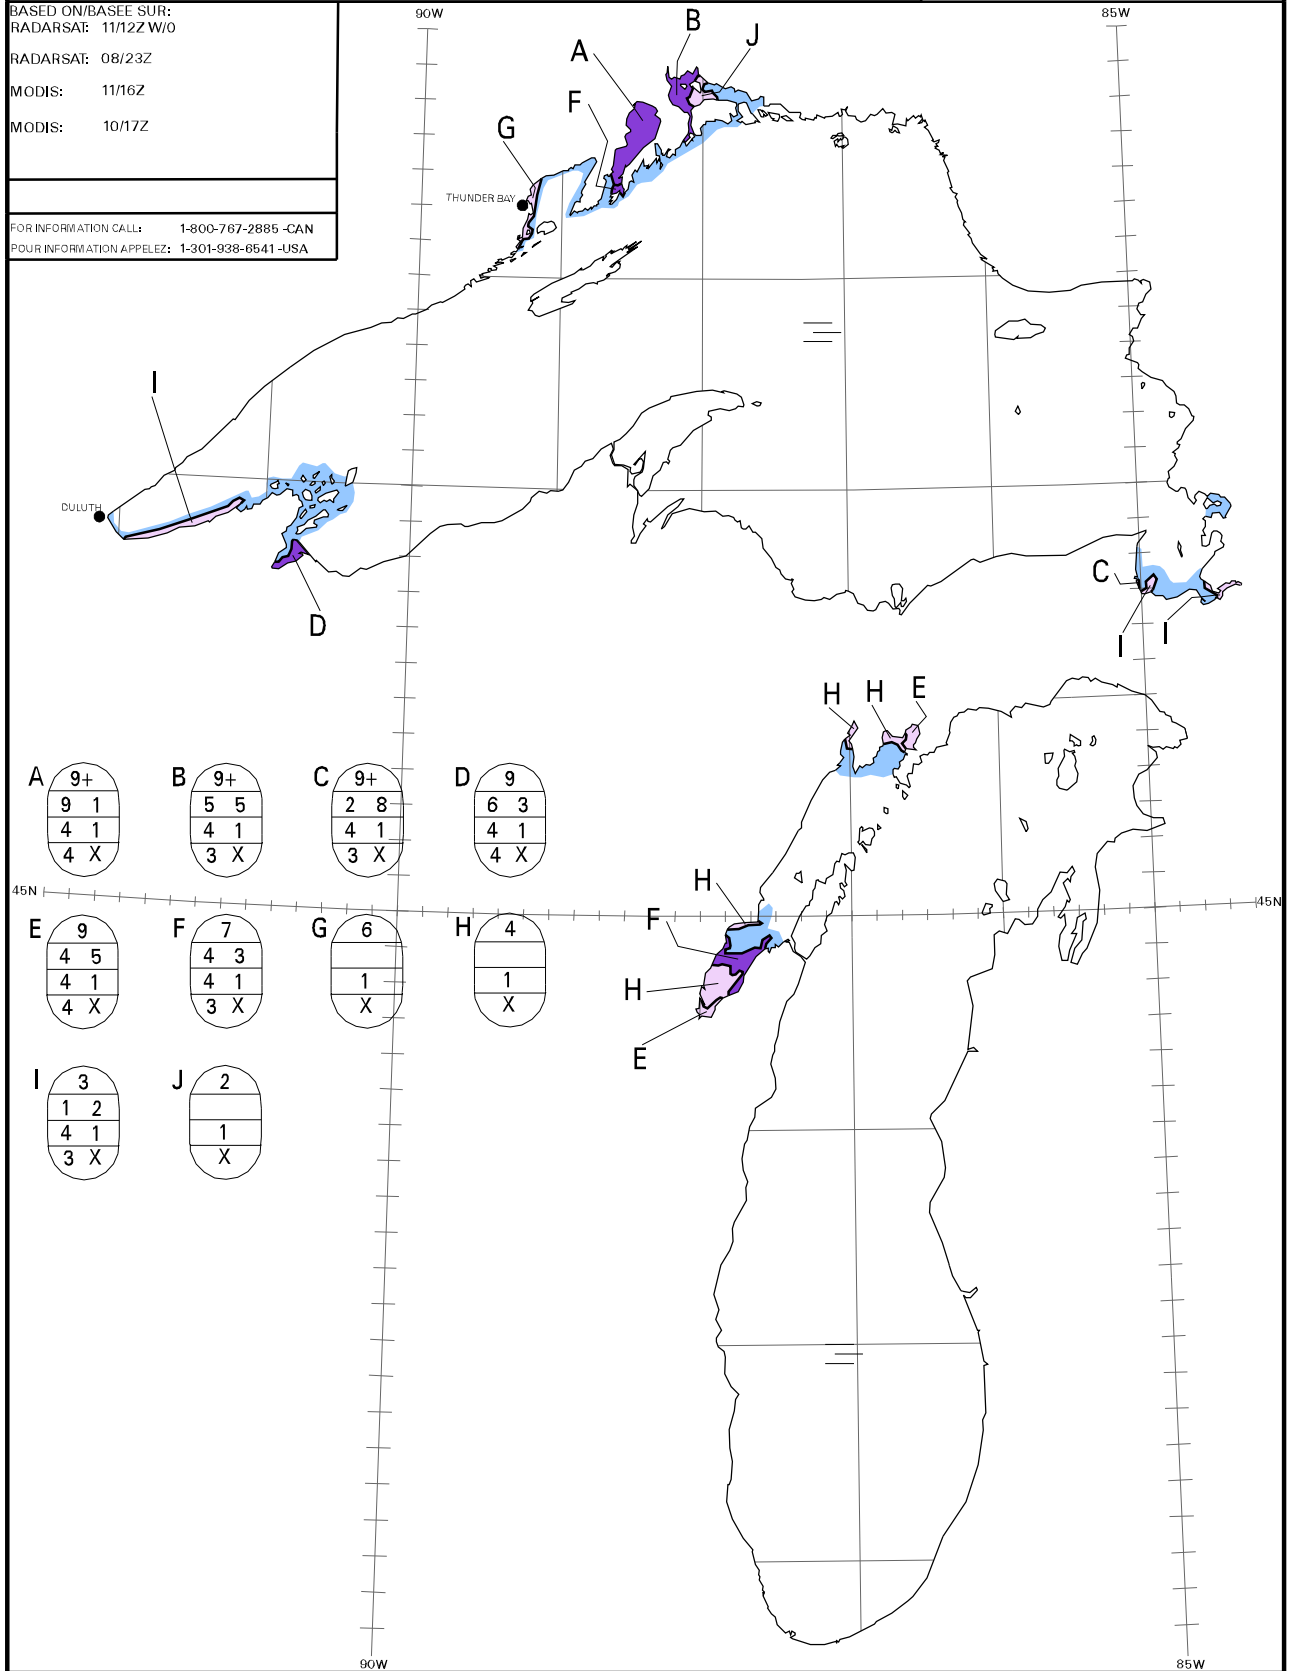 BASED ON/BASEE SUR:
RADARSAT: 11/12Z W/0
RADARSAT: 08/23Z
MODIS: 11/16Z
MODIS: 10/17Z
FOR INFORMATION CALL: 1-800-767-2885 -CAN
POUR INFORMATION APPELEZ: 1-301-938-6541 -USA
90W
85W
B
A
J
F
G
THUNDER BAY
I
DULUTH
D
C
I
I
H
H
E
A 9+
9 1
4 1
4 X
B 9+
5 5
4 1
3 X
C 9+
2 8
4 1
3 X
D 9
6 3
4 1
4 X
45N
45N
H
F
H
E
E 9
4 5
4 1
4 X
F 7
4 3
4 1
3 X
G 6
1
X
H 4
1
X
I 3
1 2
4 1
3 X
J 2
1
X
90W
85W